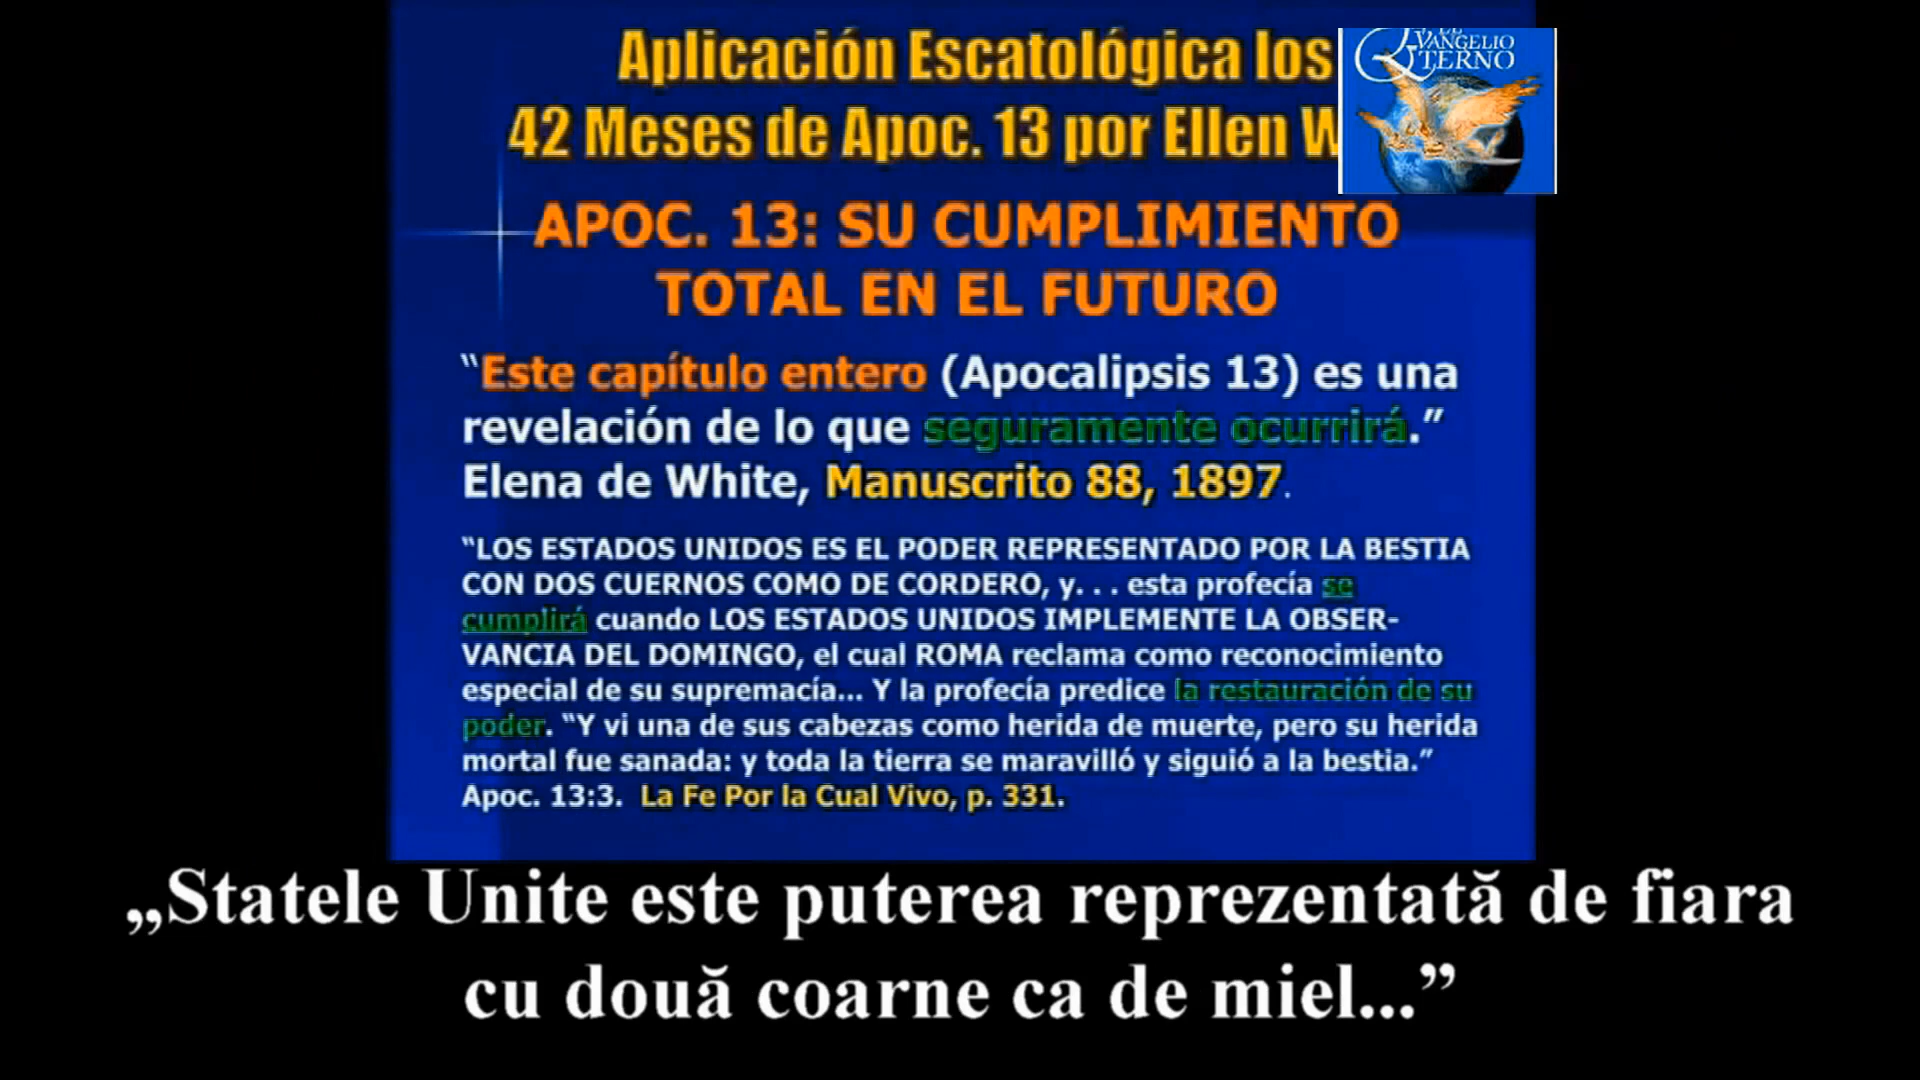 Aplicación Escatológica los
42 Meses de Apoc. 13 por Ellen
VANGELIO
TERNO
APOC. 13: SU CUMPLIMIENTO
TOTAL EN EL FUTURO
“Este capítulo entero (Apocalipsis 13) es una
revelación de lo que seguramente ocurrirá.”
Elena de White, Manuscrito 88, 1897.
“LOS ESTADOS UNIDOS ES EL PODER REPRESENTADO POR LA BESTIA
CON DOS CUERNOS COMO DE CORDERO, y. . . esta profecía se
cumplirá cuando LOS ESTADOS UNIDOS IMPLEMENTE LA OBSER-
VANCIA DEL DOMINGO, el cual ROMA reclama como reconocimiento
especial de su supremacía... Y la profecía predice la restauración de su
poder. “Y vi una de sus cabezas como herida de muerte, pero su herida
mortal fue sanada: y toda la tierra se maravilló y siguió a la bestia.”
Apoc. 13:3. La Fe Por la Cual Vivo, p. 331.
„Statele Unite este puterea reprezentată de fiara
cu două coarne ca de miel...”